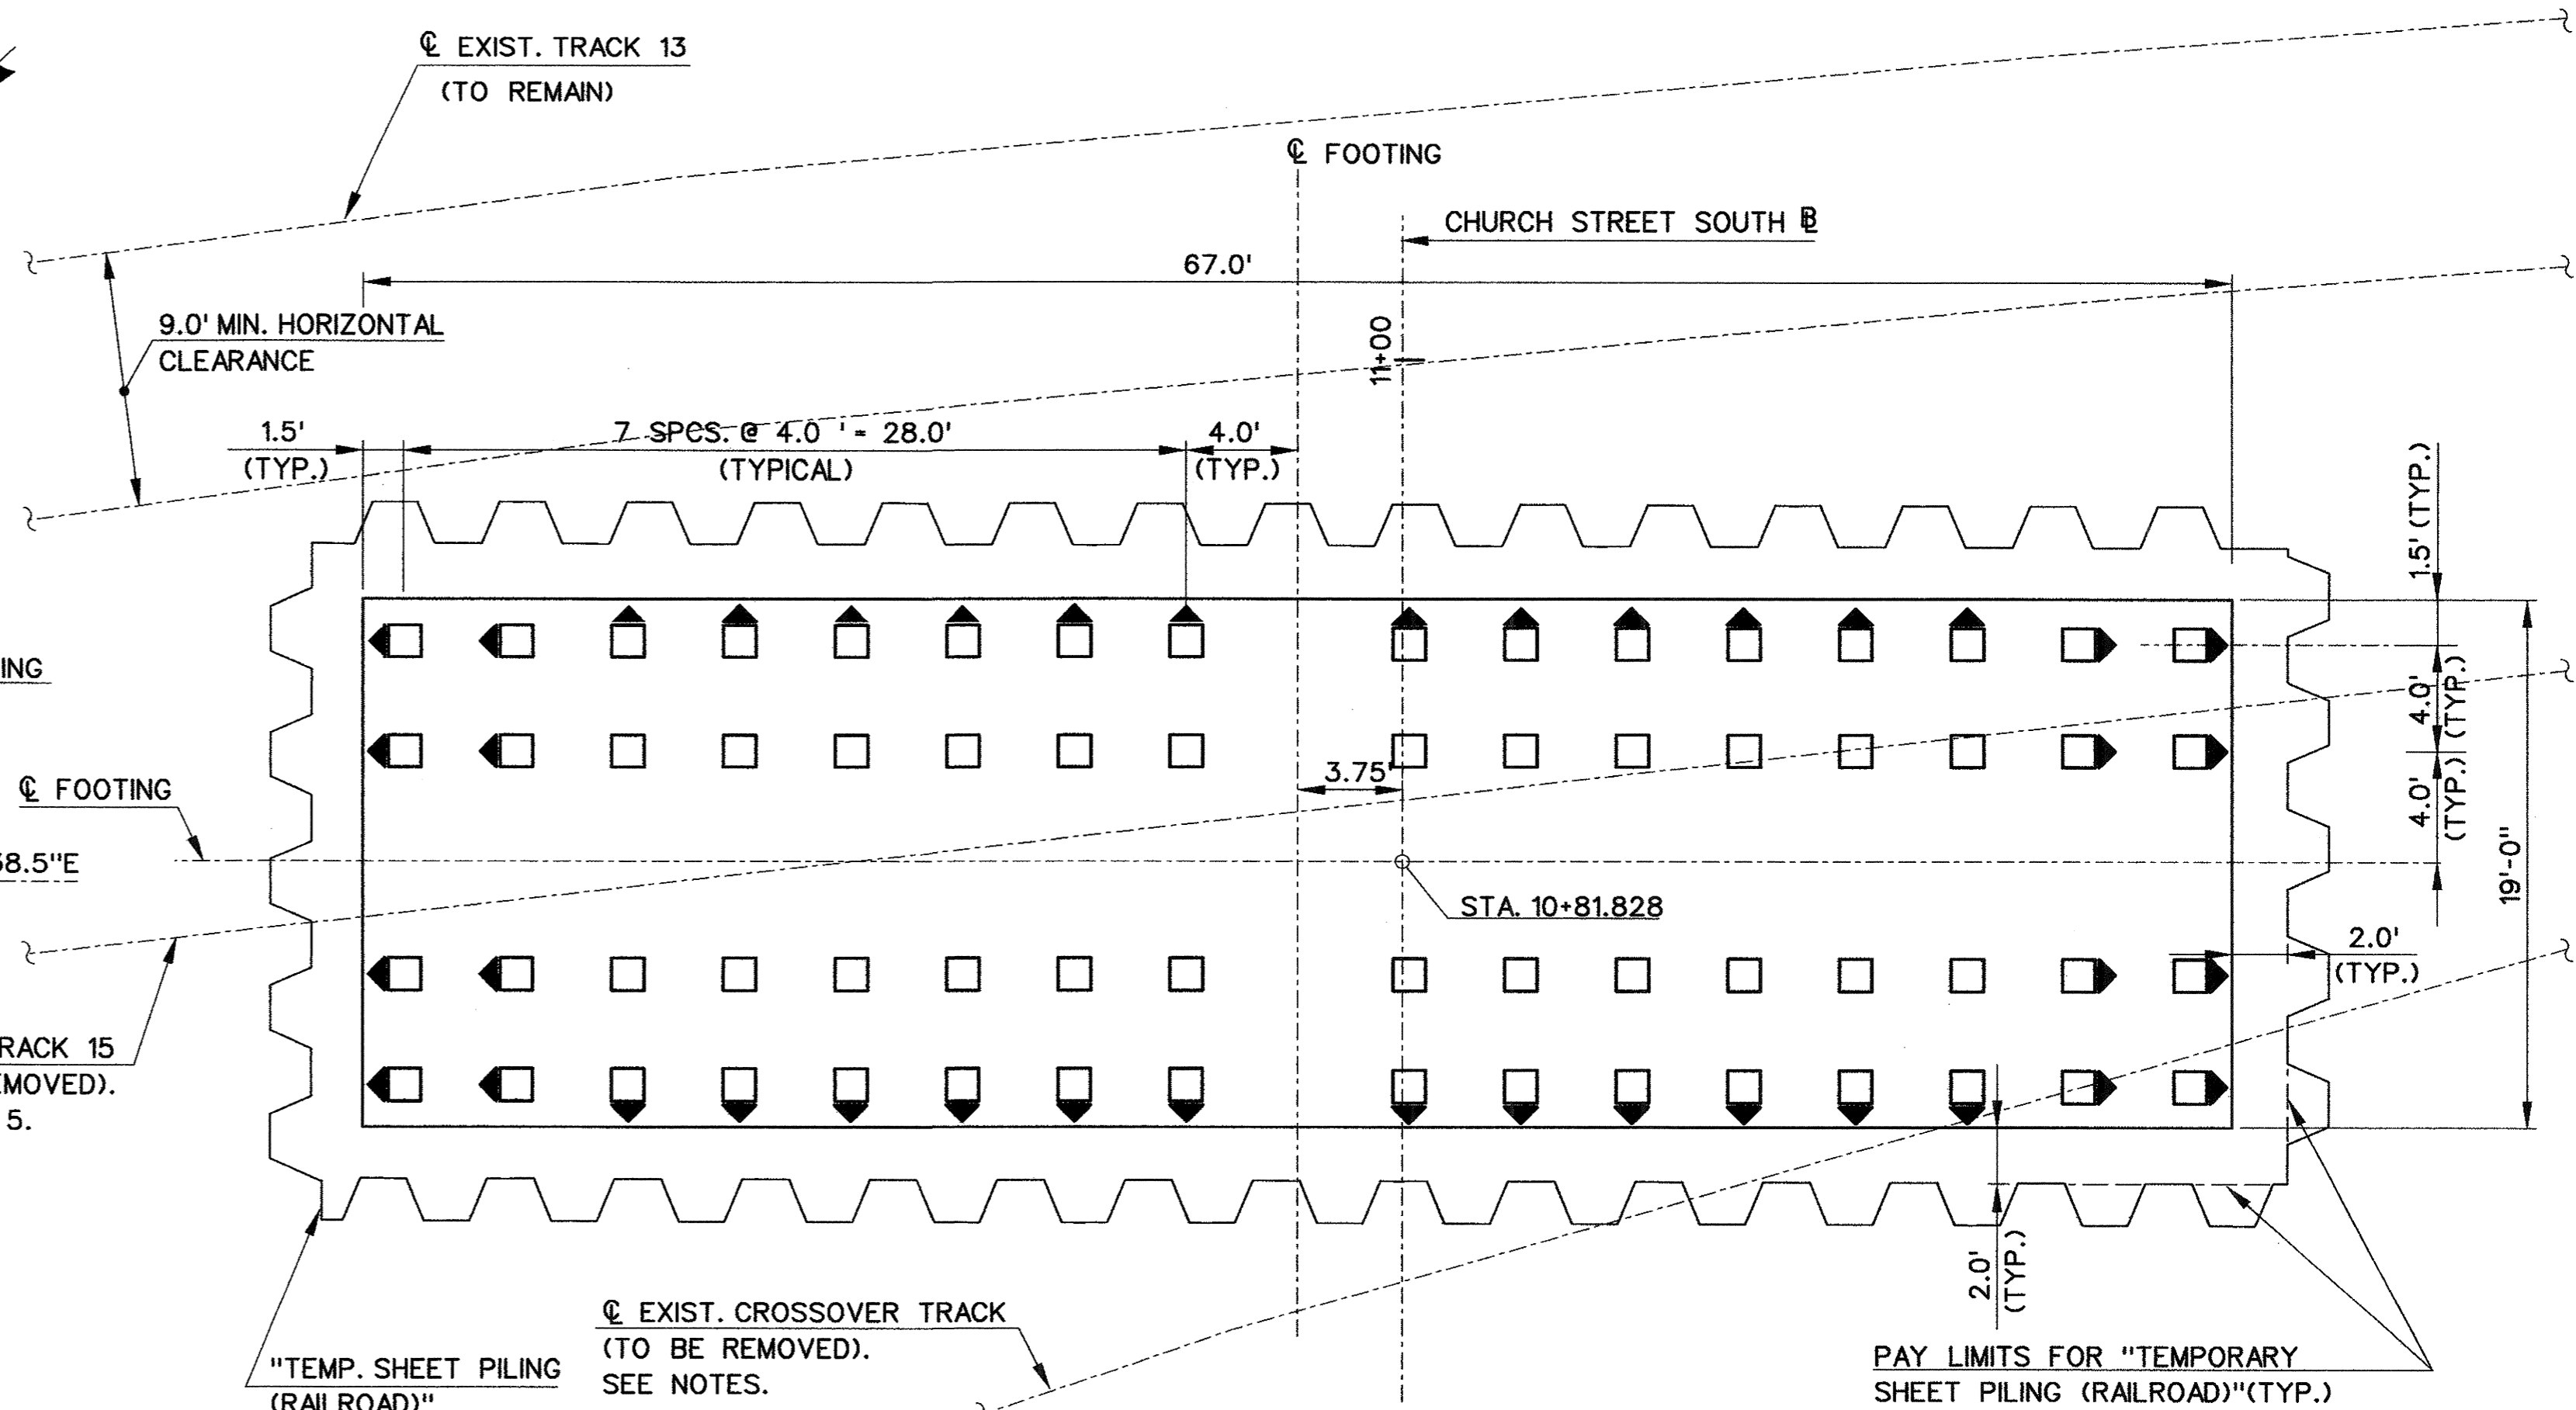 ℄ EXIST. TRACK 13
(TO REMAIN)
℄ FOOTING
CHURCH STREET SOUTH ⅊
67.0'
9.0' MIN. HORIZONTAL
CLEARANCE
11+00
1.5'
(TYP.)
7 SPCS. @ 4.0 ' = 28.0'
(TYPICAL)
4.0'
(TYP.)
1.5' (TYP.)
4.0'
(TYP.)
4.0'
(TYP.)
19'-0"
ING
3.75'
℄ FOOTING
58.5"E
STA. 10+81.828
2.0'
(TYP.)
RACK 15
EMOVED).
5.
2.0'
(TYP.)
℄ EXIST. CROSSOVER TRACK
(TO BE REMOVED).
SEE NOTES.
"TEMP. SHEET PILING
(RAILROAD)"
PAY LIMITS FOR "TEMPORARY
SHEET PILING (RAILROAD)"(TYP.)